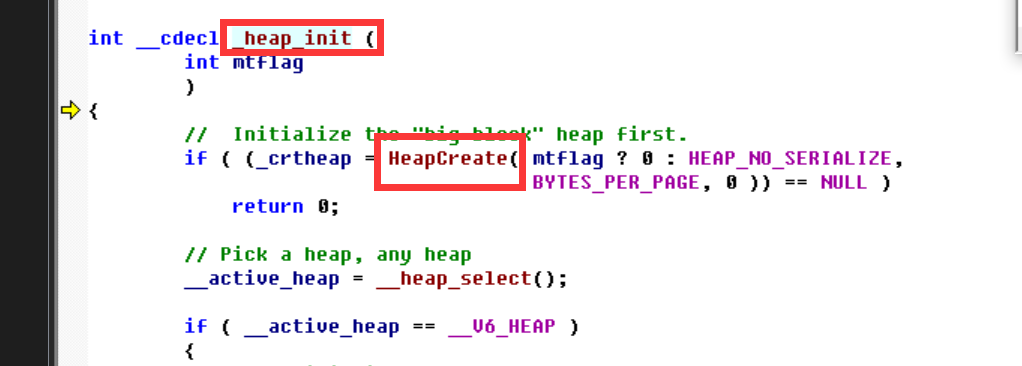 int __cdecl _heap_init (
int mtflag
)
{
// Initialize the "big-block" heap first.
if ( (_crtheap = HeapCreate( mtflag ? 0 : HEAP_NO_SERIALIZE,
BYTES_PER_PAGE, 0 )) == NULL )
return 0;
// Pick a heap, any heap
__active_heap = __heap_select();
if ( __active_heap == __V6_HEAP )
{